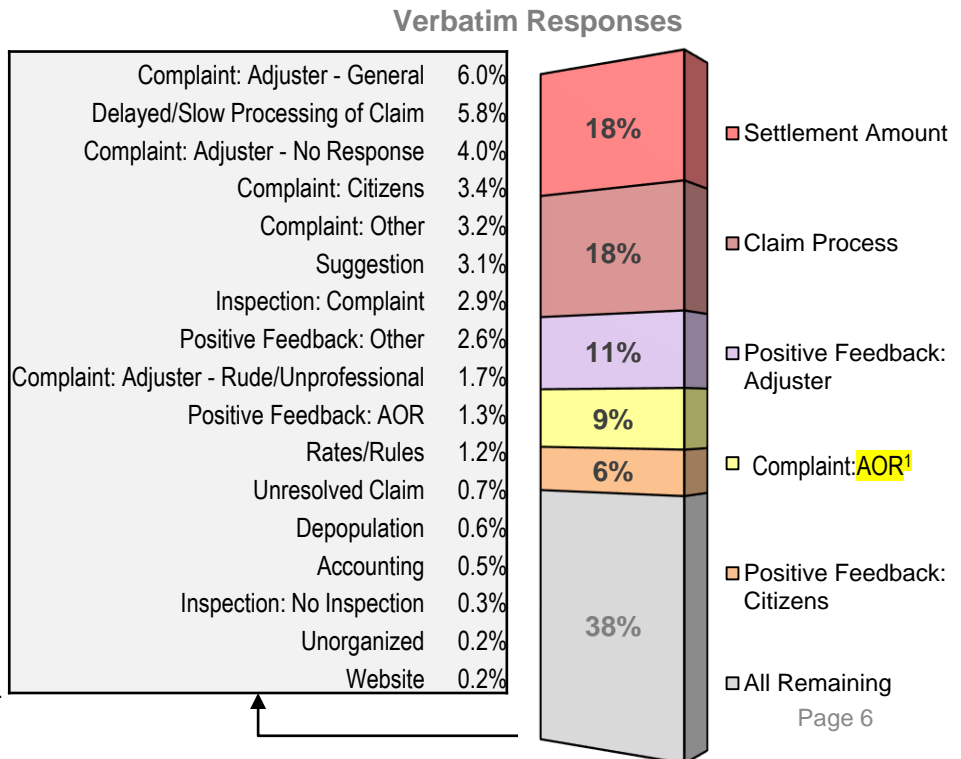 Verbatim Responses
Complaint: Adjuster - General 6.0%
Delayed/Slow Processing of Claim 5.8%
Complaint: Adjuster - No Response 4.0%
Complaint: Citizens 3.4%
Complaint: Other 3.2%
Suggestion 3.1%
Inspection: Complaint 2.9%
Positive Feedback: Other 2.6%
Complaint: Adjuster - Rude/Unprofessional 1.7%
Positive Feedback: AOR 1.3%
Rates/Rules 1.2%
Unresolved Claim 0.7%
Depopulation 0.6%
Accounting 0.5%
Inspection: No Inspection 0.3%
Unorganized 0.2%
Website 0.2%
18%
18%
11%
9%
6%
38%
Settlement Amount
Claim Process
Positive Feedback:
Adjuster
Complaint:AOR¹
Positive Feedback:
Citizens
All Remaining
Page 6